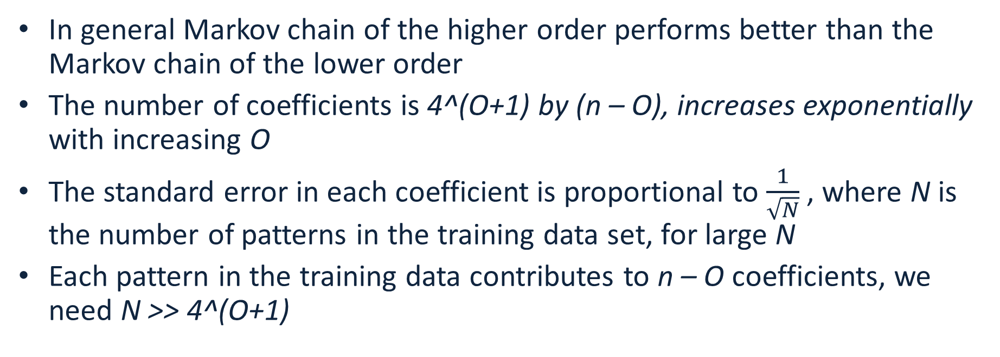 • In general Markov chain of the higher order performs better than the
Markov chain of the lower order
• The number of coefficients is 4^(O+1) by (n – O), increases exponentially
with increasing O
• The standard error in each coefficient is proportional to 1/√N , where N is
the number of patterns in the training data set, for large N
• Each pattern in the training data contributes to n – O coefficients, we
need N >> 4^(O+1)